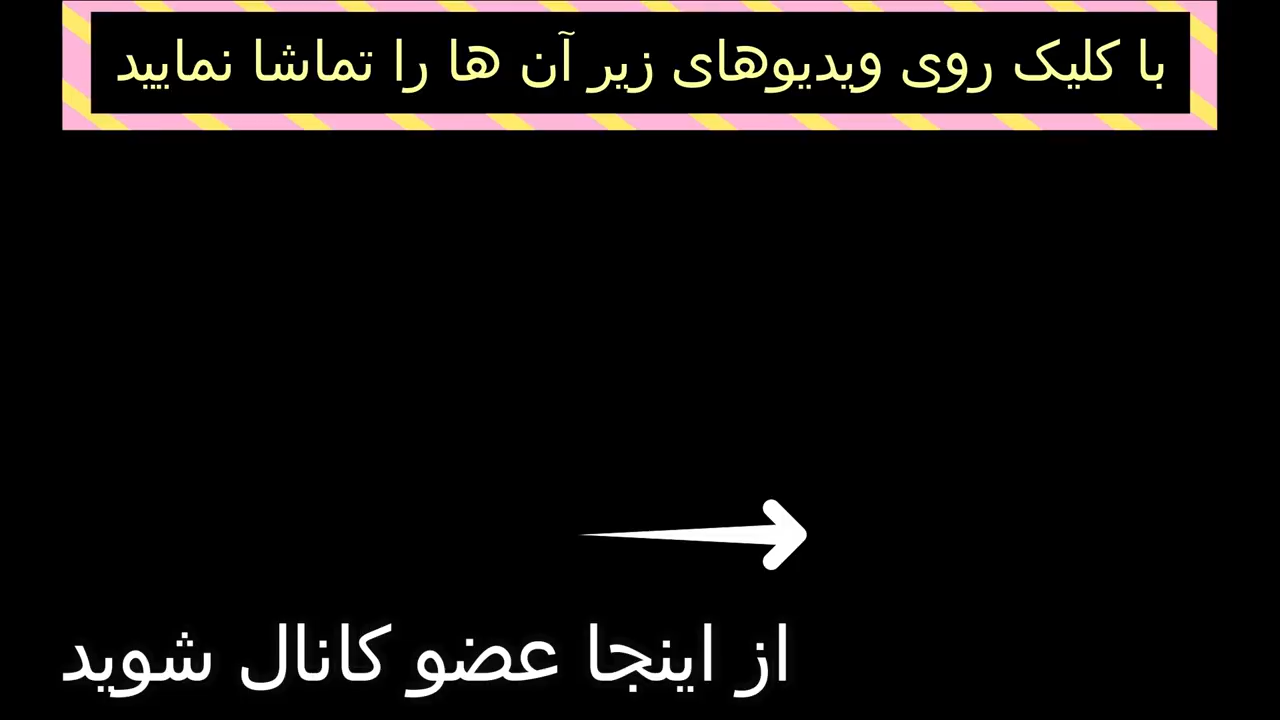 با کلیک روی ویدیوهای زیر آن ها را تماشا نمایید
از اینجا عضو کانال شوید